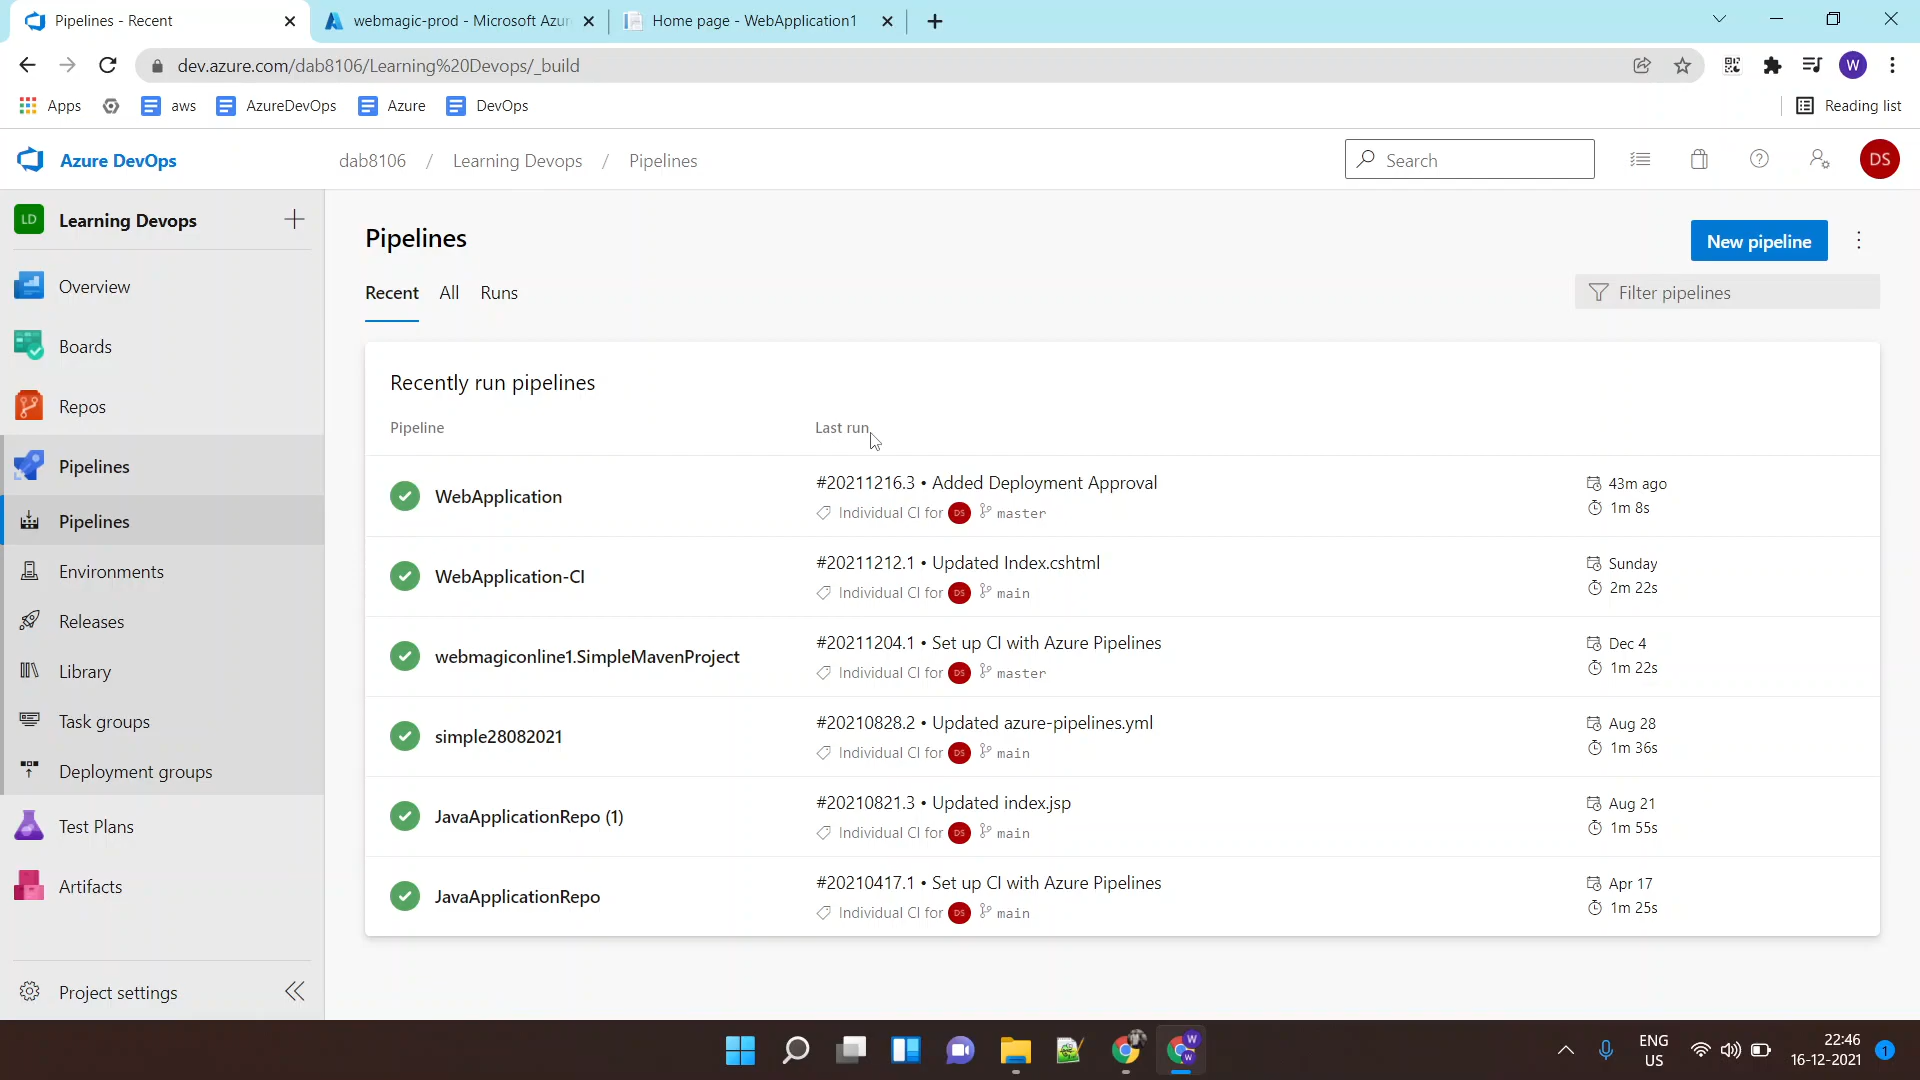 Pipelines - Recent
webmagic-prod - Microsoft Azur
Home page - WebApplication1
dev.azure.com/dab8106/Learning%20Devops/_build
W
Apps
aws
AzureDevOps
Azure
DevOps
Reading list
Azure DevOps
dab8106 / Learning Devops / Pipelines
Search
DS
LD Learning Devops
Overview
Boards
Repos
Pipelines
Pipelines
Environments
Releases
Library
Task groups
Deployment groups
Test Plans
Artifacts
Project settings
Pipelines
New pipeline
Recent All Runs
Filter pipelines
Recently run pipelines
Pipeline Last run
WebApplication
#20211216.3 • Added Deployment Approval
Individual CI for DS master
43m ago
1m 8s
WebApplication-CI
#20211212.1 • Updated Index.cshtml
Individual CI for DS main
Sunday
2m 22s
webmagiconline1.SimpleMavenProject
#20211204.1 • Set up CI with Azure Pipelines
Individual CI for DS master
Dec 4
1m 22s
simple28082021
#20210828.2 • Updated azure-pipelines.yml
Individual CI for DS main
Aug 28
1m 36s
JavaApplicationRepo (1)
#20210821.3 • Updated index.jsp
Individual CI for DS main
Aug 21
1m 55s
JavaApplicationRepo
#20210417.1 • Set up CI with Azure Pipelines
Individual CI for DS main
Apr 17
1m 25s
W
W
ENG
US
22:46
16-12-2021
1